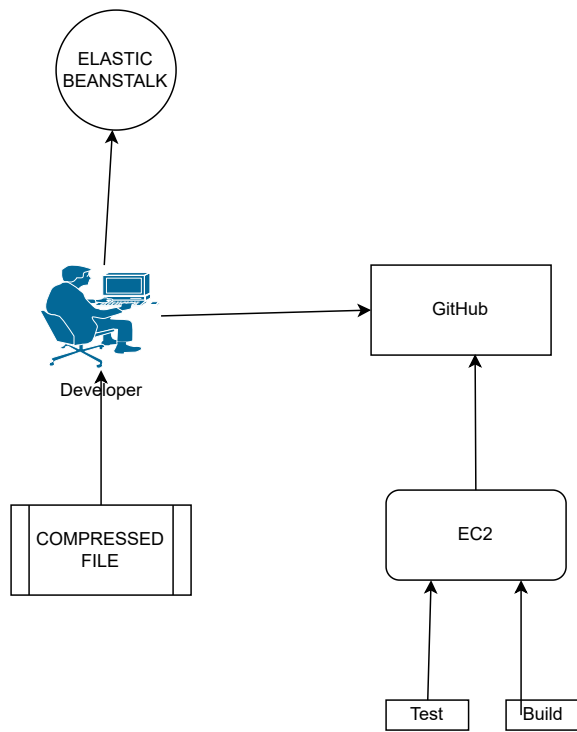 ELASTIC
BEANSTALK
GitHub
Developer
COMPRESSED
FILE
EC2
Test
Build